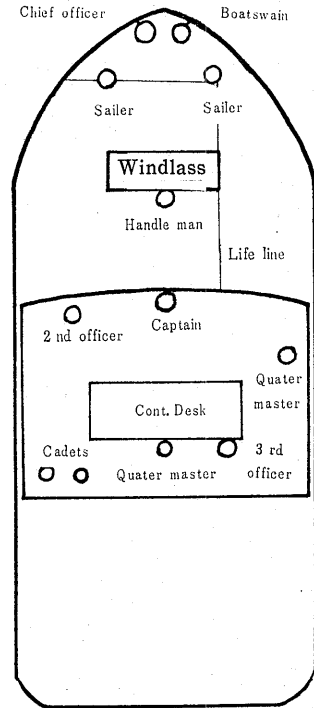 Chief officer
Boatswain
Sailer
Sailer
Windlass
Handle man
Life line
Captain
2 nd officer
Quater
master
Cont. Desk
Cadets
Quater master
3 rd
officer